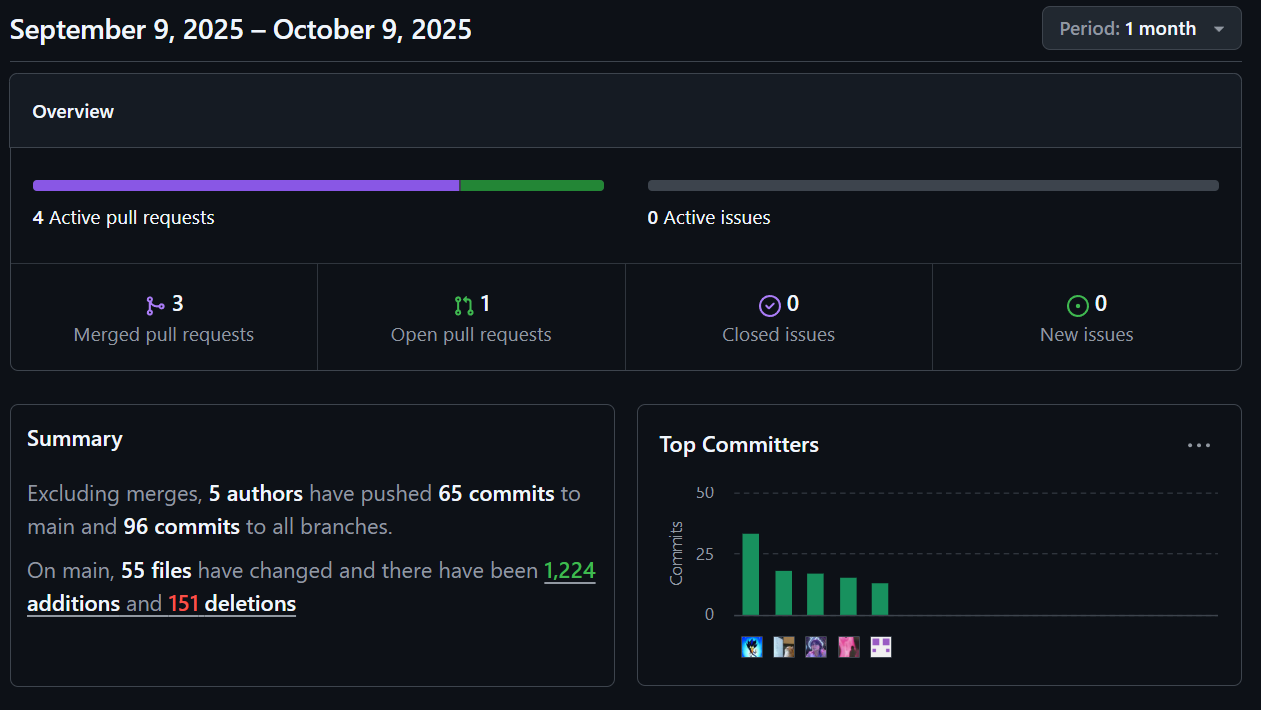 September 9, 2025 – October 9, 2025
Period: 1 month
Overview
4 Active pull requests
0 Active issues
3
Merged pull requests
1
Open pull requests
0
Closed issues
0
New issues
Summary
Excluding merges, 5 authors have pushed 65 commits to
main and 96 commits to all branches.
On main, 55 files have changed and there have been 1,224
additions and 151 deletions
Top Committers
50
25
0
Commits